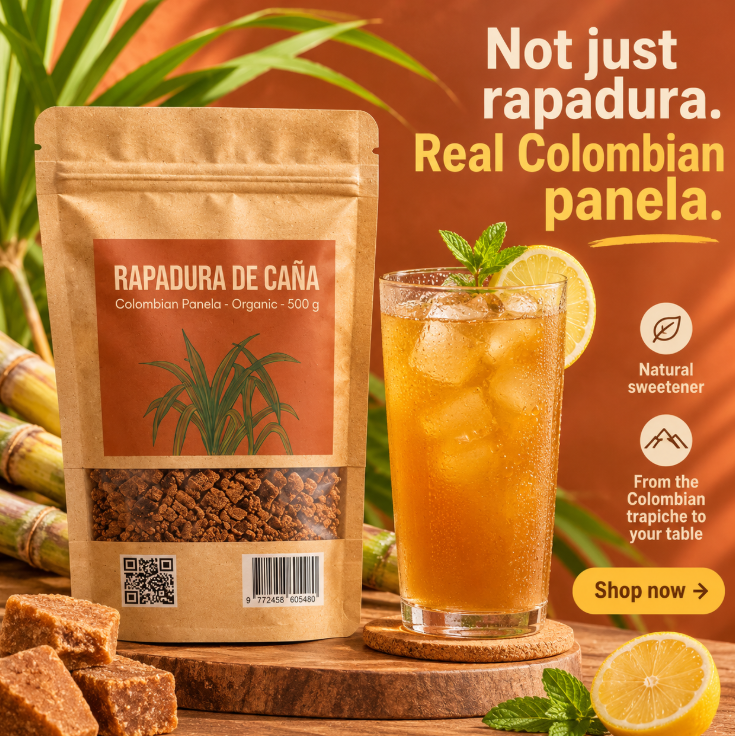 Not just
rapadura.
Real Colombian
panela.
RAPADURA DE CAÑA
Colombian Panela - Organic - 500 g
Natural
sweetener
From the
Colombian
trapiche to
your table
Shop now →
9 772458 605480